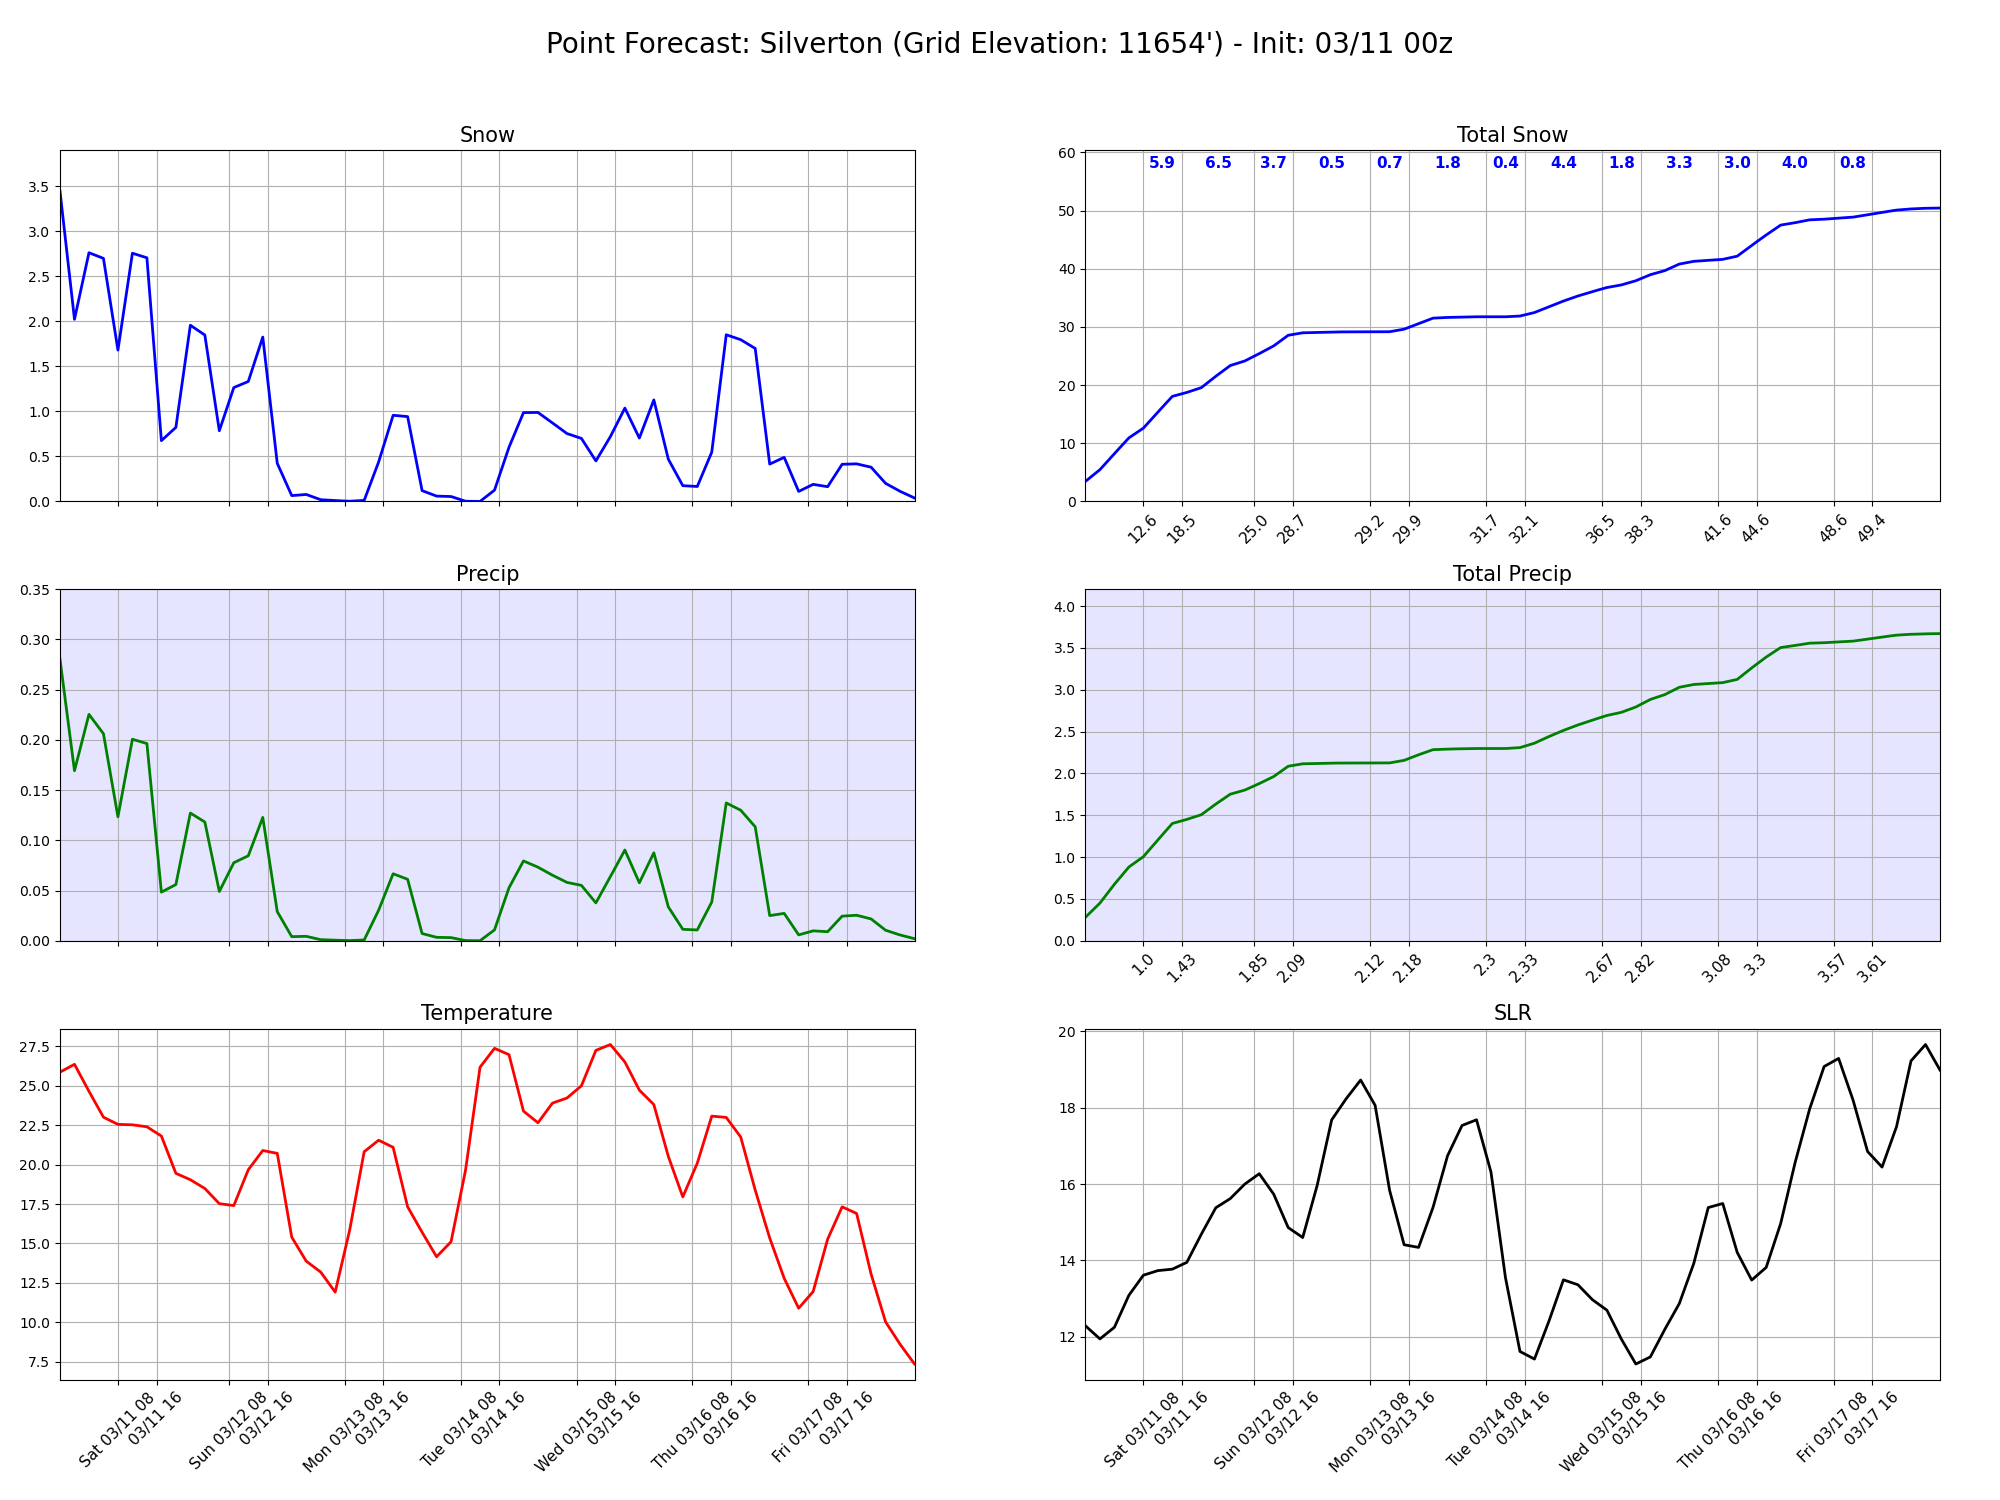 Point Forecast: Silverton (Grid Elevation: 11654') - Init: 03/11 00z
Snow
3.5
3.0
2.5
2.0
1.5
1.0
0.5
0.0
Total Snow
60
50
40
30
20
10
0
5.9 6.5 3.7 0.5 0.7 1.8 0.4 4.4 1.8 3.3 3.0 4.0 0.8
12.6 18.5 25.0 28.7 29.2 29.9 31.7 32.1 36.5 38.3 41.6 44.6 48.6 49.4
Precip
0.35
0.30
0.25
0.20
0.15
0.10
0.05
0.00
Total Precip
4.0
3.5
3.0
2.5
2.0
1.5
1.0
0.5
0.0
1.0 1.43 1.85 2.09 2.12 2.18 2.3 2.33 2.67 2.82 3.08 3.3 3.57 3.61
Temperature
27.5
25.0
22.5
20.0
17.5
15.0
12.5
10.0
7.5
Sat 03/11 08
03/11 16
Sun 03/12 08
03/12 16
Mon 03/13 08
03/13 16
Tue 03/14 08
03/14 16
Wed 03/15 08
03/15 16
Thu 03/16 08
03/16 16
Fri 03/17 08
03/17 16
SLR
20
18
16
14
12
Sat 03/11 08
03/11 16
Sun 03/12 08
03/12 16
Mon 03/13 08
03/13 16
Tue 03/14 08
03/14 16
Wed 03/15 08
03/15 16
Thu 03/16 08
03/16 16
Fri 03/17 08
03/17 16